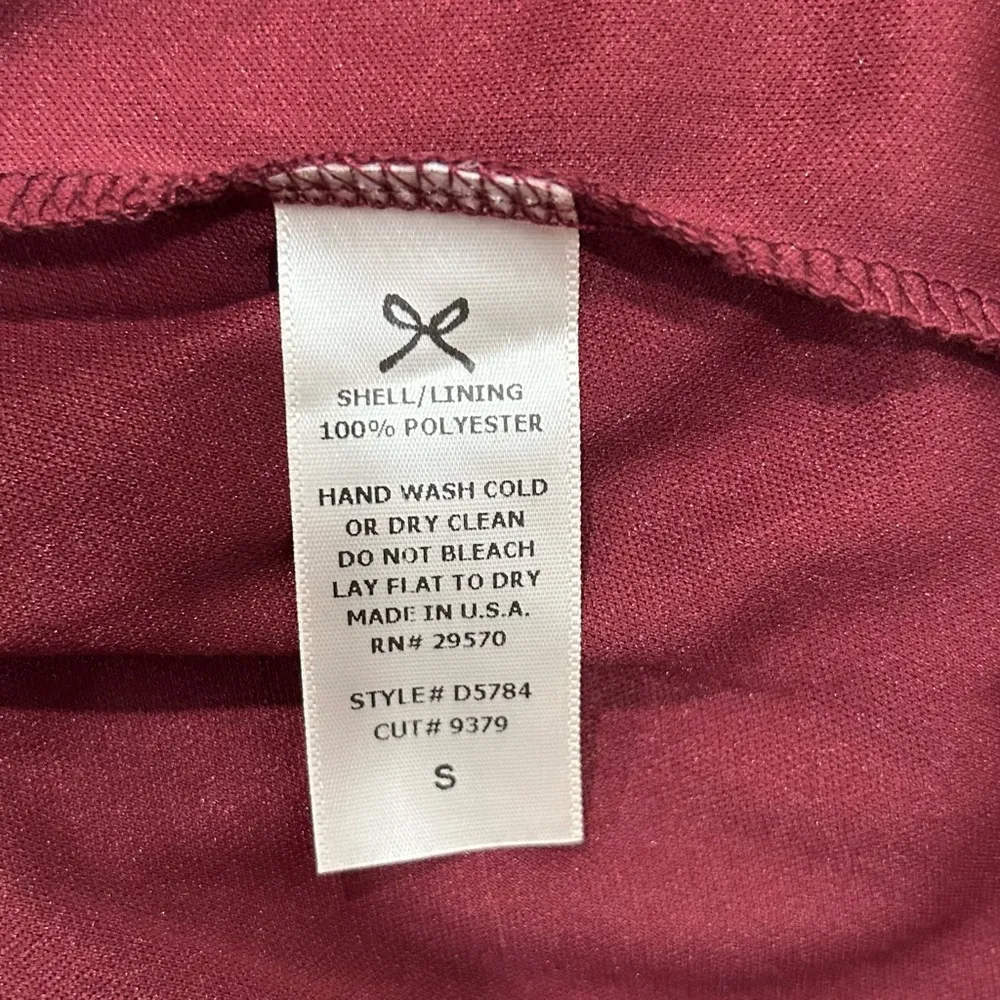 SHELL/LINING
100% POLYESTER
HAND WASH COLD
OR DRY CLEAN
DO NOT BLEACH
LAY FLAT TO DRY
MADE IN U.S.A.
RN# 29570
STYLE# D5784
CUT# 9379
S